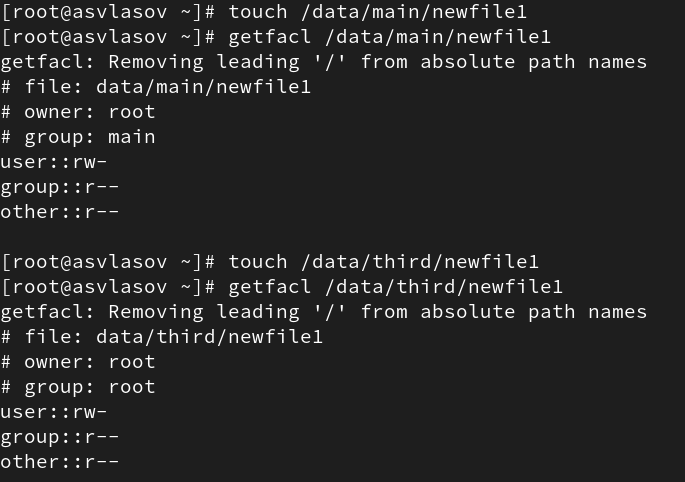 [root@asvlasov ~]# touch /data/main/newfile1
[root@asvlasov ~]# getfacl /data/main/newfile1
getfacl: Removing leading '/' from absolute path names
# file: data/main/newfile1
# owner: root
# group: main
user::rw-
group::r--
other::r--

[root@asvlasov ~]# touch /data/third/newfile1
[root@asvlasov ~]# getfacl /data/third/newfile1
getfacl: Removing leading '/' from absolute path names
# file: data/third/newfile1
# owner: root
# group: root
user::rw-
group::r--
other::r--